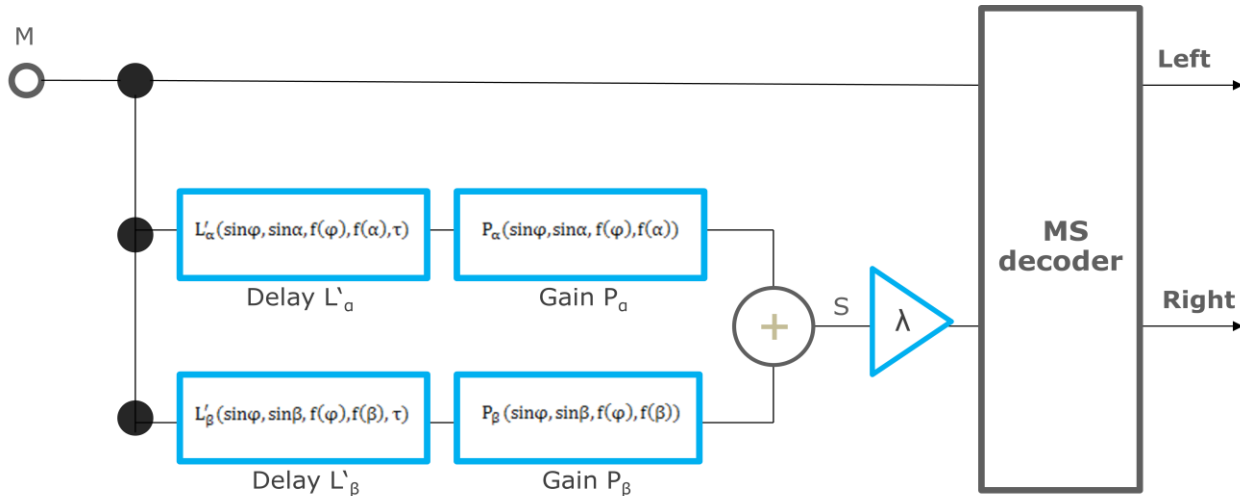 M
Left
L′α(sinφ, sinα, f(φ), f(α), τ)
Pα(sinφ, sinα, f(φ), f(α))
Delay L‵α
Gain Pα
MS
decoder
Right
+
S
λ
L′β(sinφ, sinβ, f(φ), f(β), τ)
Pβ(sinφ, sinβ, f(φ), f(β))
Delay L‵β
Gain Pβ